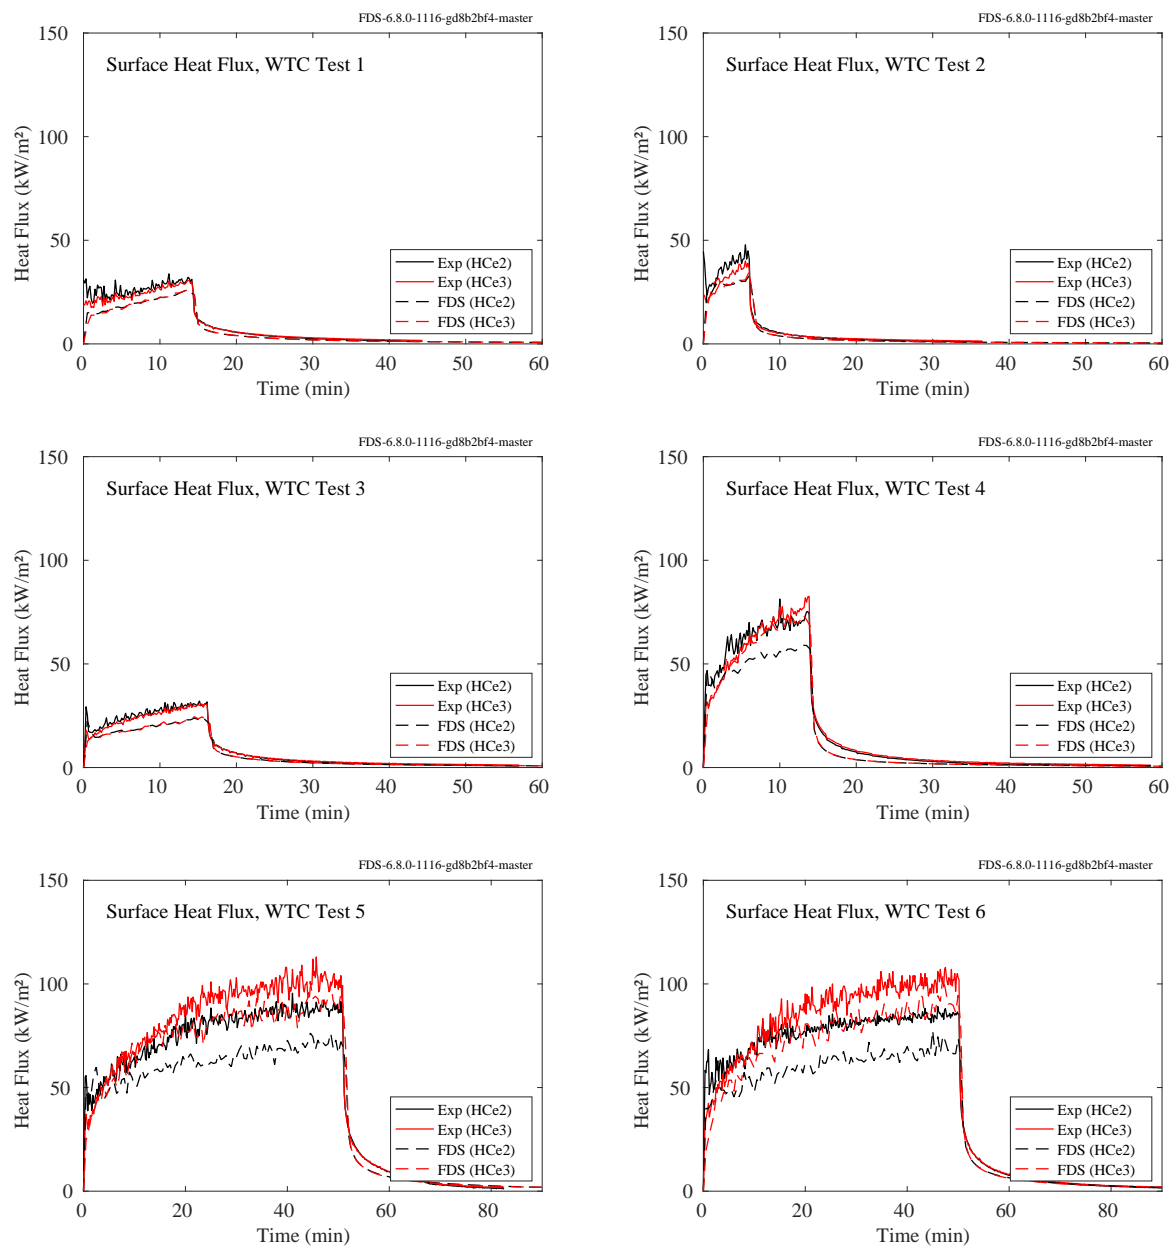 FDS-6.8.0-1116-gd8b2bf4-master
Surface Heat Flux, WTC Test 1
Heat Flux (kW/m²)
150
100
50
0
Exp (HCe2)
Exp (HCe3)
FDS (HCe2)
FDS (HCe3)
0 10 20 30 40 50 60
Time (min)
FDS-6.8.0-1116-gd8b2bf4-master
Surface Heat Flux, WTC Test 2
Heat Flux (kW/m²)
150
100
50
0
Exp (HCe2)
Exp (HCe3)
FDS (HCe2)
FDS (HCe3)
0 10 20 30 40 50 60
Time (min)
FDS-6.8.0-1116-gd8b2bf4-master
Surface Heat Flux, WTC Test 3
Heat Flux (kW/m²)
150
100
50
0
Exp (HCe2)
Exp (HCe3)
FDS (HCe2)
FDS (HCe3)
0 10 20 30 40 50 60
Time (min)
FDS-6.8.0-1116-gd8b2bf4-master
Surface Heat Flux, WTC Test 4
Heat Flux (kW/m²)
150
100
50
0
Exp (HCe2)
Exp (HCe3)
FDS (HCe2)
FDS (HCe3)
0 10 20 30 40 50 60
Time (min)
FDS-6.8.0-1116-gd8b2bf4-master
Surface Heat Flux, WTC Test 5
Heat Flux (kW/m²)
150
100
50
0
Exp (HCe2)
Exp (HCe3)
FDS (HCe2)
FDS (HCe3)
0 20 40 60 80
Time (min)
FDS-6.8.0-1116-gd8b2bf4-master
Surface Heat Flux, WTC Test 6
Heat Flux (kW/m²)
150
100
50
0
Exp (HCe2)
Exp (HCe3)
FDS (HCe2)
FDS (HCe3)
0 20 40 60 80
Time (min)